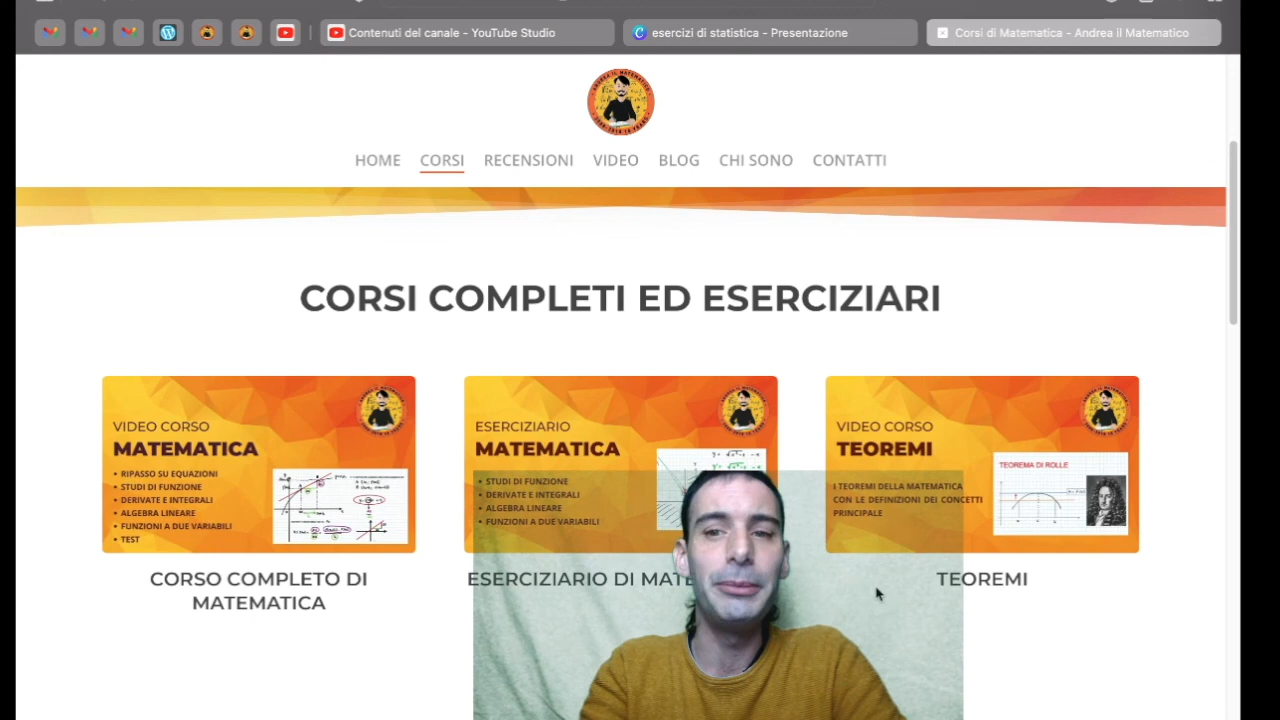 Contenuti del canale - YouTube Studio
esercizi di statistica - Presentazione
Corsi di Matematica - Andrea il Matematico
ANDREA IL MATEMATICO
HOME CORSI RECENSIONI VIDEO BLOG CHI SONO CONTATTI
CORSI COMPLETI ED ESERCIZIARI
VIDEO CORSO
MATEMATICA
• RIPASSO SU EQUAZIONI
• STUDI DI FUNZIONE
• DERIVATE E INTEGRALI
• ALGEBRA LINEARE
• FUNZIONI A DUE VARIABILI
• TEST
CORSO COMPLETO DI
MATEMATICA
ESERCIZIARIO
MATEMATICA
• STUDI DI FUNZIONE
• DERIVATE E INTEGRALI
• ALGEBRA LINEARE
• FUNZIONI A DUE VARIABILI
ESERCIZIARIO DI MATE
VIDEO CORSO
TEOREMI
I TEOREMI DELLA MATEMATICA
CON LE DEFINIZIONI DEI CONCETTI
PRINCIPALE
TEOREMA DI ROLLE
TEOREMI